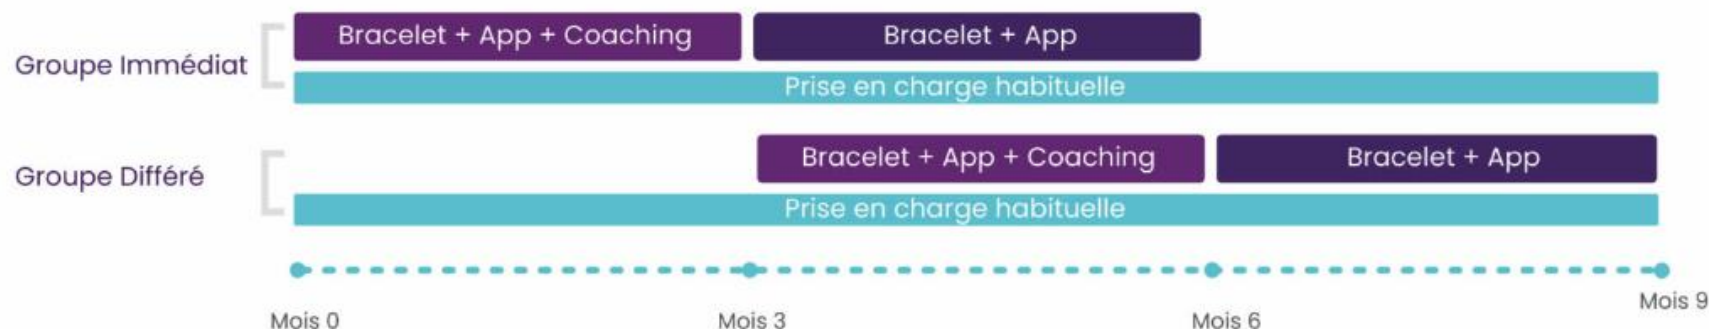 Groupe Immédiat
Bracelet + App + Coaching
Bracelet + App
Prise en charge habituelle
Groupe Différé
Bracelet + App + Coaching
Bracelet + App
Prise en charge habituelle
Mois 0
Mois 3
Mois 6
Mois 9